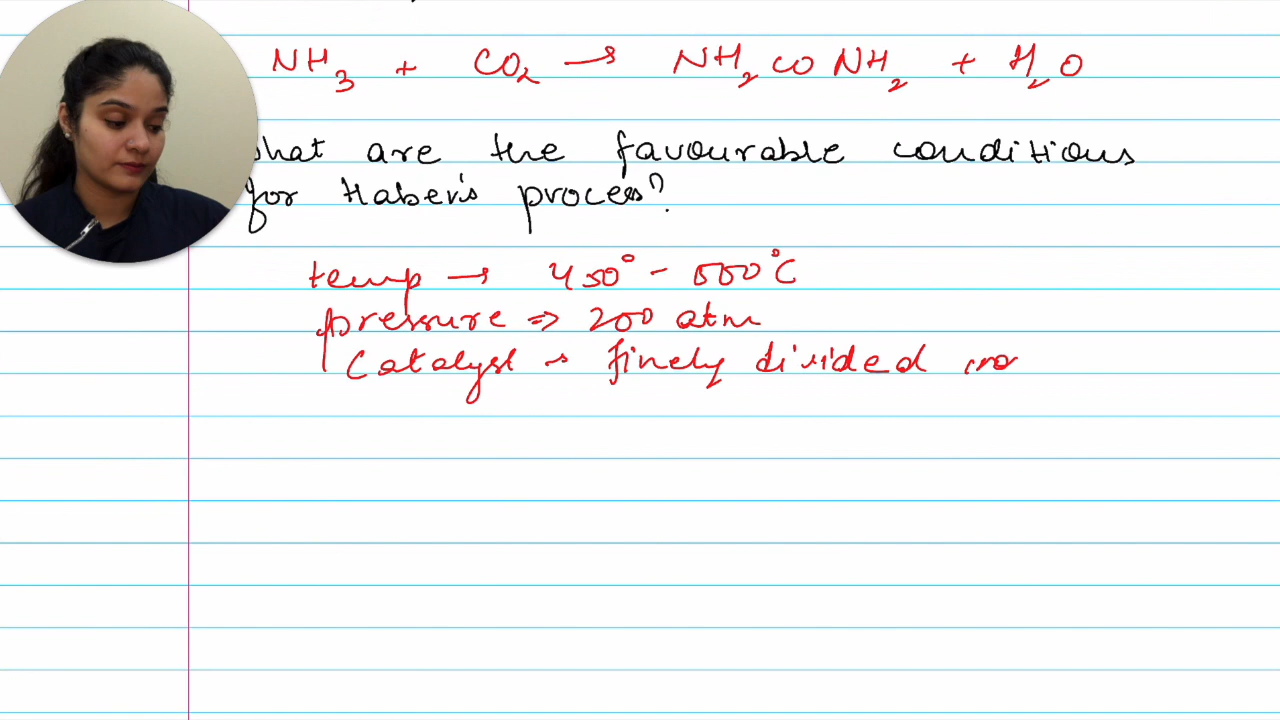 NH₃ + CO₂ → NH₂CONH₂ + H₂O
hat are the favourable conditions
for Haber's process?
temp → 450° - 500°C
pressure ⇒ 200 atm
Catalyst → finely divided